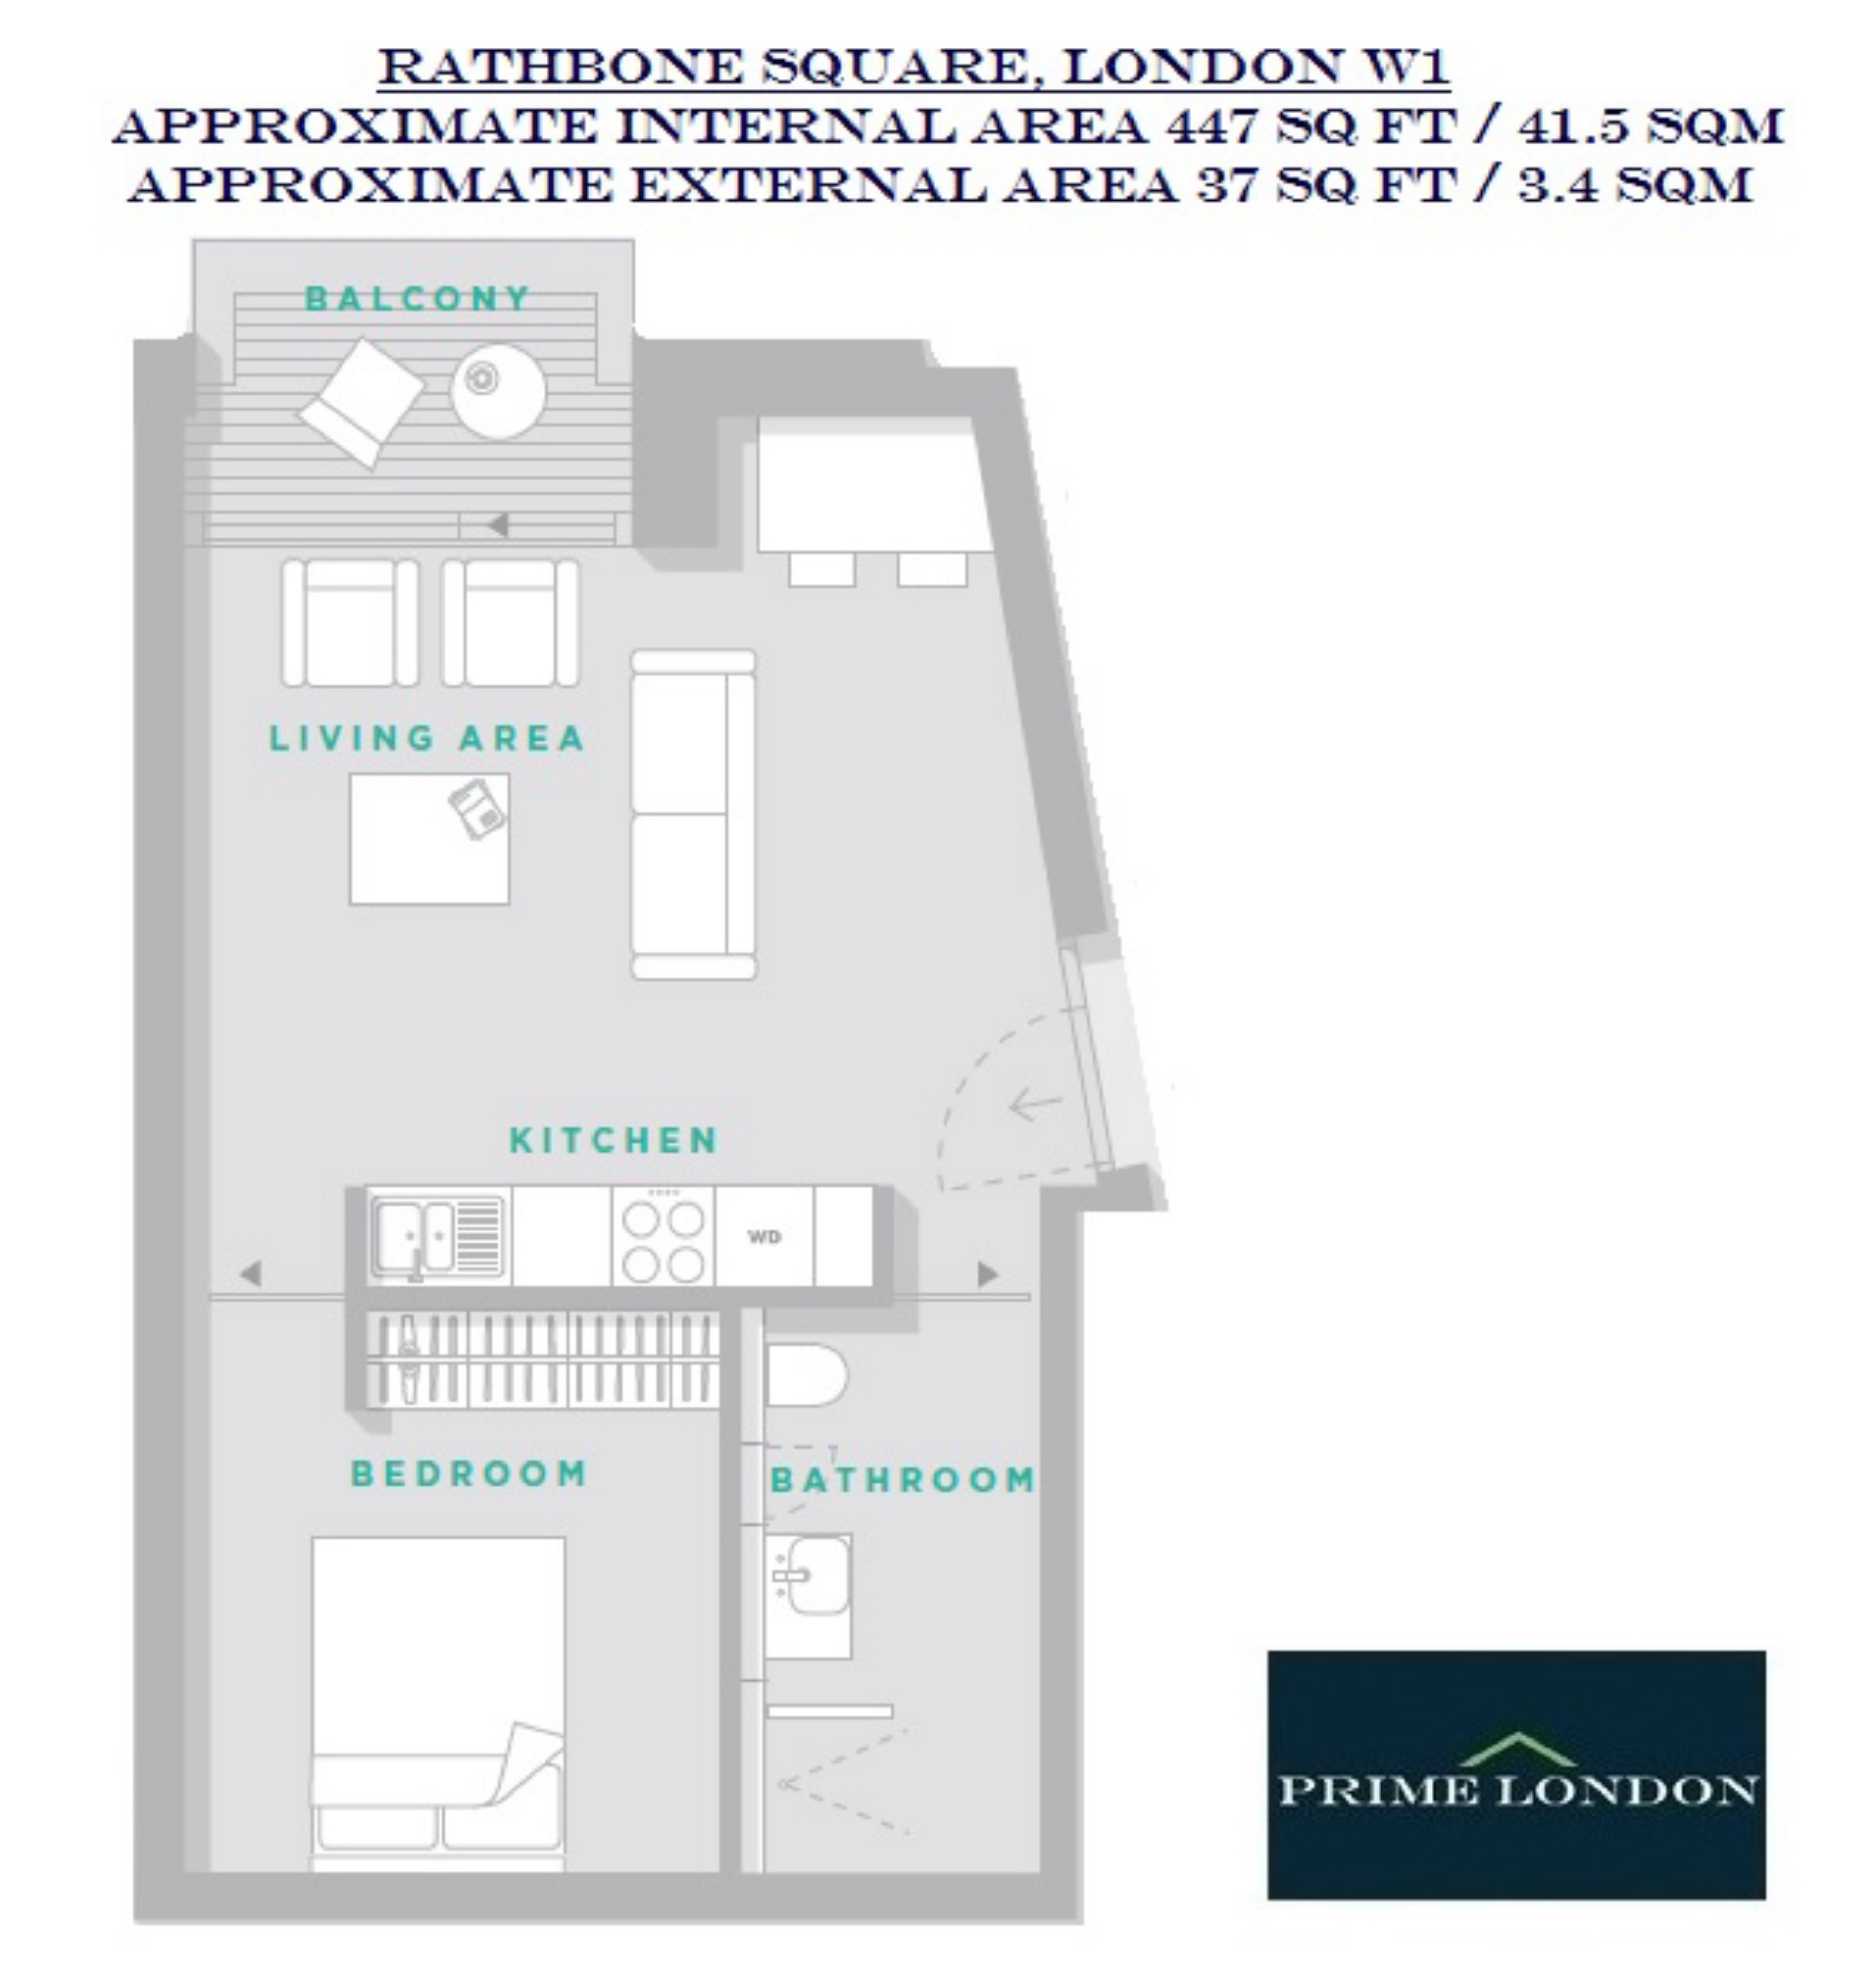 RATHBONE SQUARE, LONDON W1
APPROXIMATE INTERNAL AREA 447 SQ FT / 41.5 SQM
APPROXIMATE EXTERNAL AREA 37 SQ FT / 3.4 SQM
BALCONY
LIVING AREA
KITCHEN
WD
BEDROOM
BATHROOM
PRIME LONDON